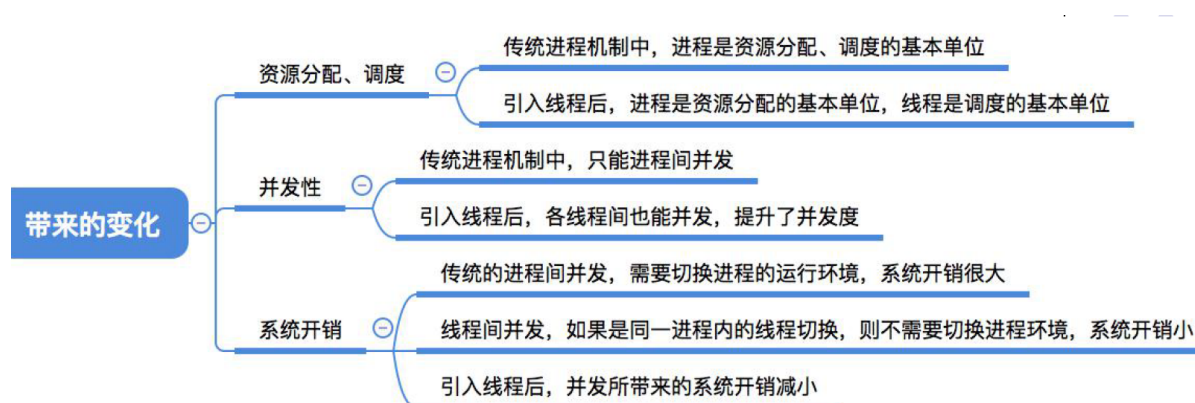 带来的变化
资源分配、调度
传统进程机制中，进程是资源分配、调度的基本单位
引入线程后，进程是资源分配的基本单位，线程是调度的基本单位
并发性
传统进程机制中，只能进程间并发
引入线程后，各线程间也能并发，提升了并发度
系统开销
传统的进程间并发，需要切换进程的运行环境，系统开销很大
线程间并发，如果是同一进程内的线程切换，则不需要切换进程环境，系统开销小
引入线程后，并发所带来的系统开销减小